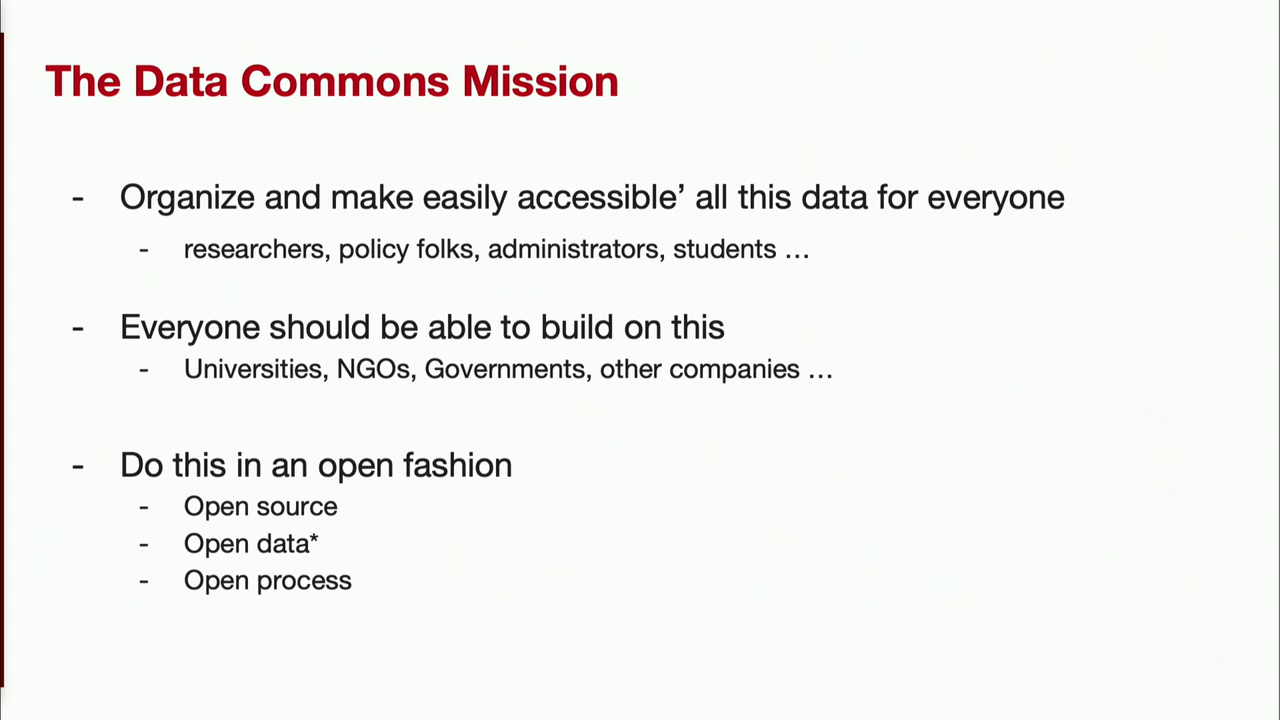 The Data Commons Mission
- Organize and make easily accessible’ all this data for everyone
- researchers, policy folks, administrators, students …
- Everyone should be able to build on this
- Universities, NGOs, Governments, other companies …
- Do this in an open fashion
- Open source
- Open data*
- Open process